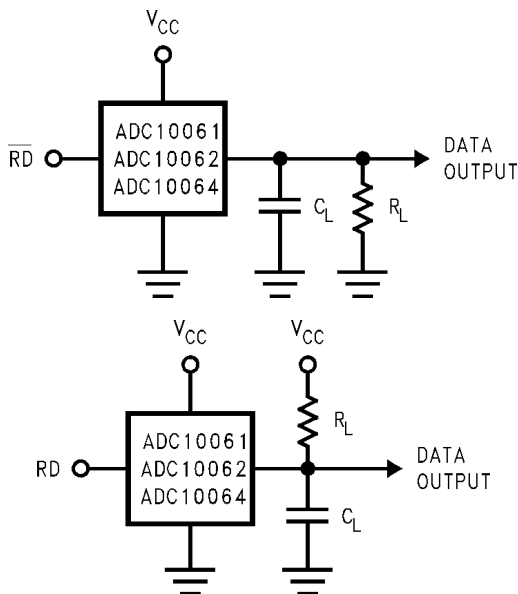 VCC
ADC10061
ADC10062
ADC10064
RD
DATA
OUTPUT
CL
RL
VCC
VCC
RL
ADC10061
ADC10062
ADC10064
RD
DATA
OUTPUT
CL